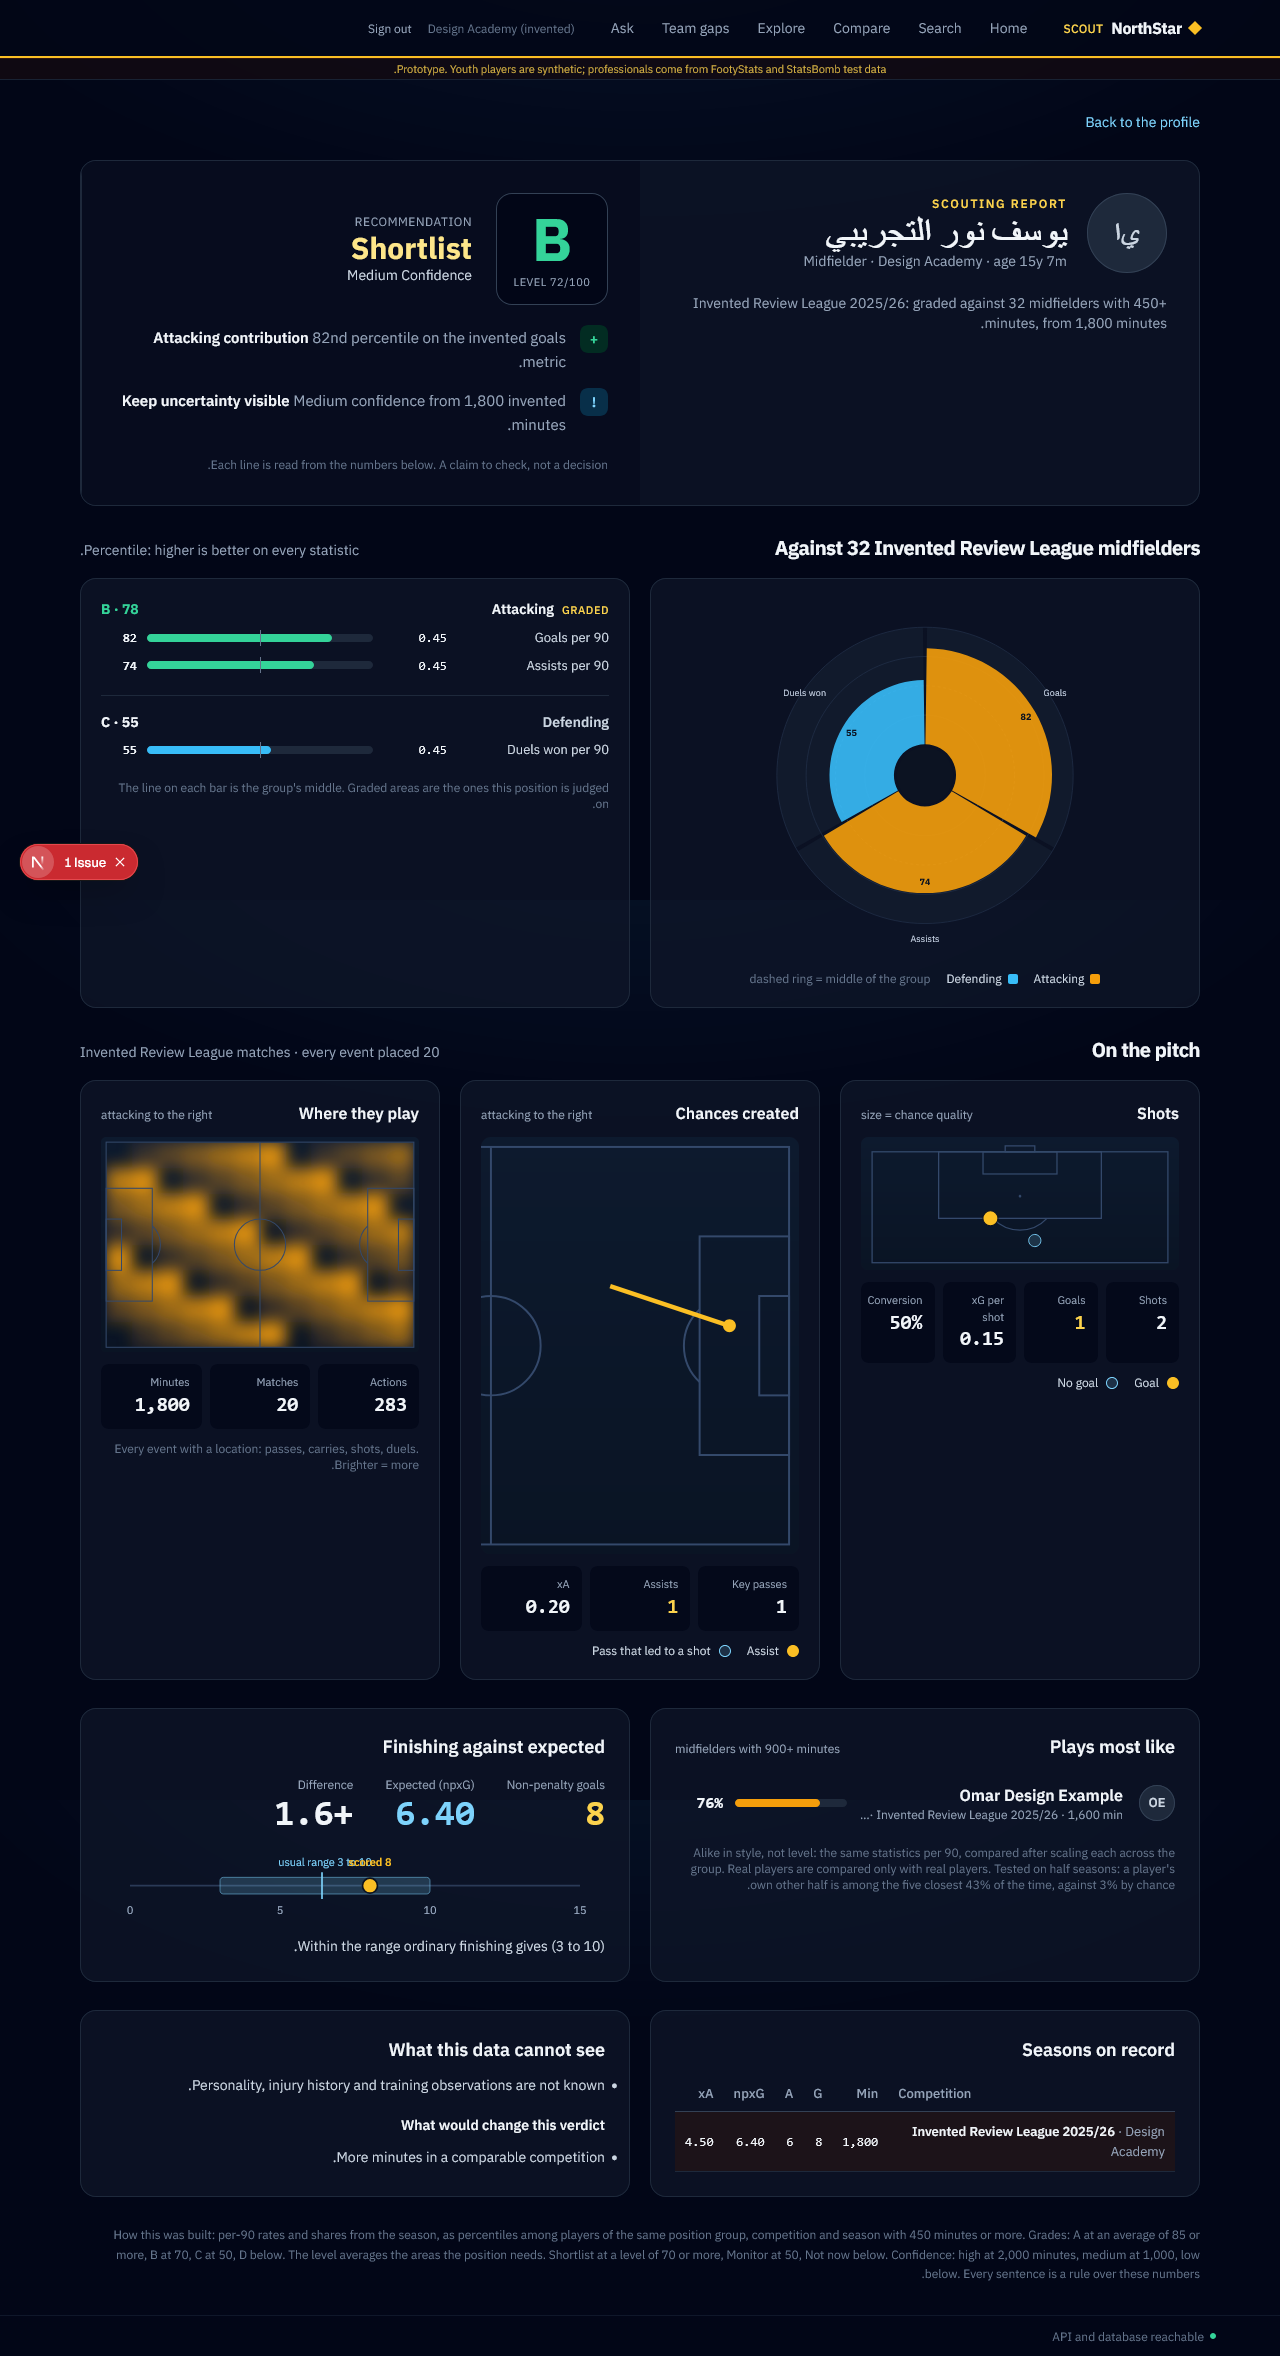 NorthStar SCOUT
Home
Search
Compare
Explore
Team gaps
Ask
Design Academy (invented)
Sign out
.Prototype. Youth players are synthetic; professionals come from FootyStats and StatsBomb test data
Back to the profile
يا
SCOUTING REPORT
يوسف نور التجريبي
Midfielder · Design Academy · age 15y 7m
Invented Review League 2025/26: graded against 32 midfielders with 450+
.minutes, from 1,800 minutes
B
LEVEL 72/100
RECOMMENDATION
Shortlist
Medium Confidence
+
Attacking contribution 82nd percentile on the invented goals
.metric
!
Keep uncertainty visible Medium confidence from 1,800 invented
.minutes
.Each line is read from the numbers below. A claim to check, not a decision
Against 32 Invented Review League midfielders
.Percentile: higher is better on every statistic
Duels won
Goals
82
55
74
Assists
Attacking
Defending
dashed ring = middle of the group
Attacking GRADED
B · 78
Goals per 90
0.45
82
Assists per 90
0.45
74
Defending
C · 55
Duels won per 90
0.45
55
The line on each bar is the group's middle. Graded areas are the ones this position is judged
.on
N 1 Issue ×
On the pitch
Invented Review League matches · every event placed 20
Shots
size = chance quality
Shots
2
Goals
1
xG per
shot
0.15
Conversion
50%
Goal
No goal
Chances created
attacking to the right
Key passes
1
Assists
1
xA
0.20
Assist
Pass that led to a shot
Where they play
attacking to the right
Actions
283
Matches
20
Minutes
1,800
Every event with a location: passes, carries, shots, duels.
.Brighter = more
Plays most like
midfielders with 900+ minutes
OE
Omar Design Example
...· Invented Review League 2025/26 · 1,600 min
76%
Alike in style, not level: the same statistics per 90, compared after scaling each across the
group. Real players are compared only with real players. Tested on half seasons: a player's
.own other half is among the five closest 43% of the time, against 3% by chance
Finishing against expected
Non-penalty goals
8
Expected (npxG)
6.40
Difference
1.6+
usual range 3 to 10
scored 8
0
5
10
15
.Within the range ordinary finishing gives (3 to 10)
Seasons on record
Competition
Min
G
A
npxG
xA
Invented Review League 2025/26 · Design
Academy
1,800
8
6
6.40
4.50
What this data cannot see
• .Personality, injury history and training observations are not known
What would change this verdict
• .More minutes in a comparable competition
How this was built: per-90 rates and shares from the season, as percentiles among players of the same position group, competition and season with 450 minutes or more. Grades: A at an average of 85 or
more, B at 70, C at 50, D below. The level averages the areas the position needs. Shortlist at a level of 70 or more, Monitor at 50, Not now below. Confidence: high at 2,000 minutes, medium at 1,000, low
.below. Every sentence is a rule over these numbers
API and database reachable